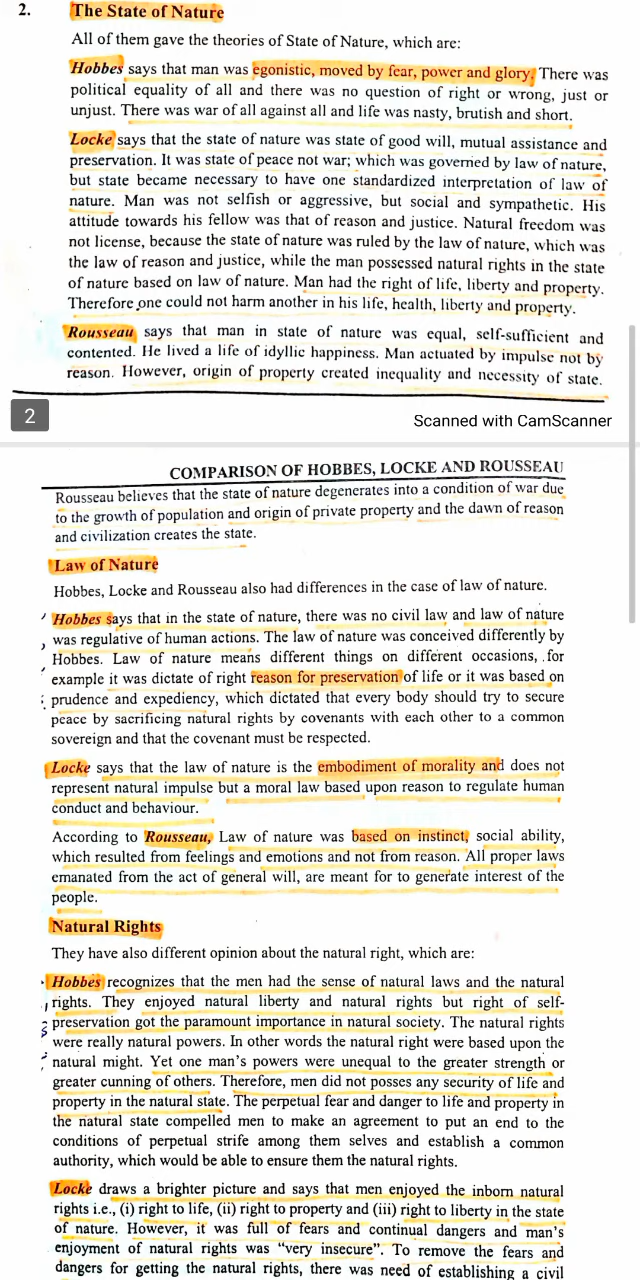 2. The State of Nature
All of them gave the theories of State of Nature, which are:
Hobbes says that man was egonistic, moved by fear, power and glory. There was
political equality of all and there was no question of right or wrong, just or
unjust. There was war of all against all and life was nasty, brutish and short.
Locke says that the state of nature was state of good will, mutual assistance and
preservation. It was state of peace not war; which was governed by law of nature,
but state became necessary to have one standardized interpretation of law of
nature. Man was not selfish or aggressive, but social and sympathetic. His
attitude towards his fellow was that of reason and justice. Natural freedom was
not license, because the state of nature was ruled by the law of nature, which was
the law of reason and justice, while the man possessed natural rights in the state
of nature based on law of nature. Man had the right of life, liberty and property.
Therefore one could not harm another in his life, health, liberty and property.
Rousseau says that man in state of nature was equal, self-sufficient and
contented. He lived a life of idyllic happiness. Man actuated by impulse not by
reason. However, origin of property created inequality and necessity of state.
2
Scanned with CamScanner
COMPARISON OF HOBBES, LOCKE AND ROUSSEAU
Rousseau believes that the state of nature degenerates into a condition of war due
to the growth of population and origin of private property and the dawn of reason
and civilization creates the state.
Law of Nature
Hobbes, Locke and Rousseau also had differences in the case of law of nature.
Hobbes says that in the state of nature, there was no civil law and law of nature
was regulative of human actions. The law of nature was conceived differently by
Hobbes. Law of nature means different things on different occasions, for
example it was dictate of right reason for preservation of life or it was based on
prudence and expediency, which dictated that every body should try to secure
peace by sacrificing natural rights by covenants with each other to a common
sovereign and that the covenant must be respected.
Locke says that the law of nature is the embodiment of morality and does not
represent natural impulse but a moral law based upon reason to regulate human
conduct and behaviour.
According to Rousseau, Law of nature was based on instinct, social ability,
which resulted from feelings and emotions and not from reason. All proper laws
emanated from the act of general will, are meant for to generate interest of the
people.
Natural Rights
They have also different opinion about the natural right, which are:
Hobbes recognizes that the men had the sense of natural laws and the natural
rights. They enjoyed natural liberty and natural rights but right of self-
preservation got the paramount importance in natural society. The natural rights
were really natural powers. In other words the natural right were based upon the
natural might. Yet one man's powers were unequal to the greater strength or
greater cunning of others. Therefore, men did not posses any security of life and
property in the natural state. The perpetual fear and danger to life and property in
the natural state compelled men to make an agreement to put an end to the
conditions of perpetual strife among them selves and establish a common
authority, which would be able to ensure them the natural rights.
Locke draws a brighter picture and says that men enjoyed the inborn natural
rights i.e., (i) right to life, (ii) right to property and (iii) right to liberty in the state
of nature. However, it was full of fears and continual dangers and man's
enjoyment of natural rights was "very insecure". To remove the fears and
dangers for getting the natural rights, there was need of establishing a civil